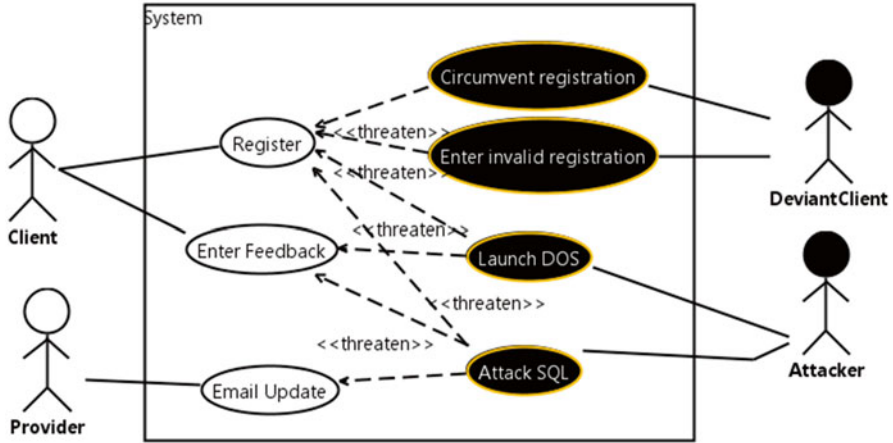 System
Circumvent registration
<<threaten>>
Register
Enter invalid registration
<<threaten>>
DeviantClient
Client
<<threaten>>
Enter Feedback
Launch DOS
<<threaten>>
<<threaten>>
Attacker
Attack SQL
Email Update
Provider